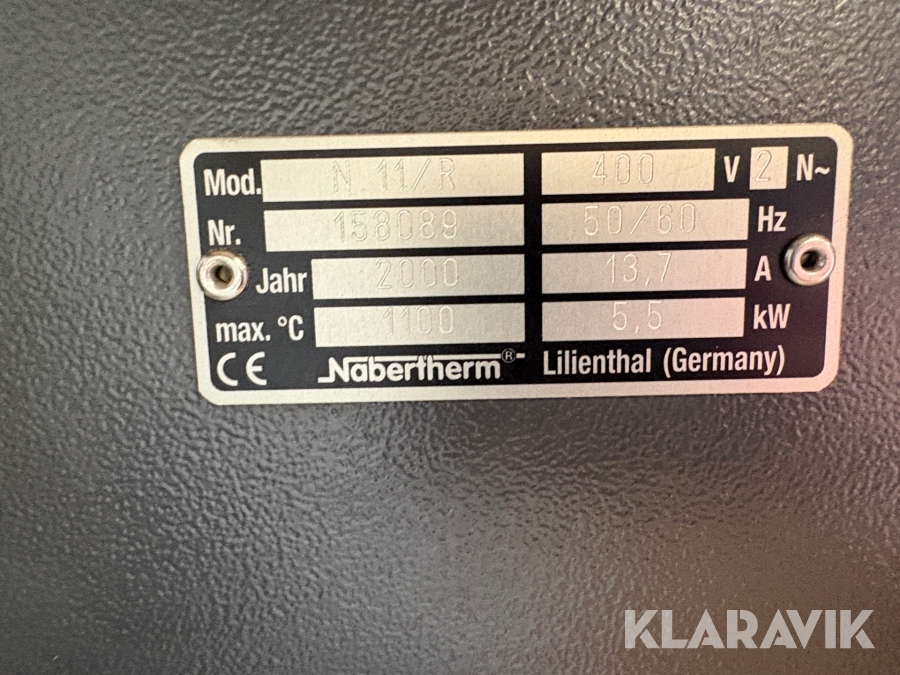 Mod. N 11/R 400 V 2 N~
Nr. 158089 50/60 Hz
Jahr 2000 13,7 A
max. °C 1100 5,5 kW
CE Nabertherm® Lilienthal (Germany)
KLARAVIK